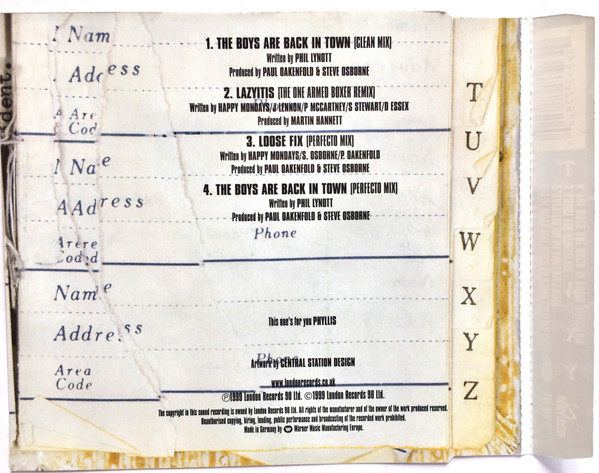 1. THE BOYS ARE BACK IN TOWN (CLEAN MIX)
Written by PHIL LYNOTT
Produced by PAUL OAKENFOLD & STEVE OSBORNE
2. LAZYITIS (THE ONE ARMED BOXER REMIX)
Written by HAPPY MONDAYS/J LENNON/P MCCARTNEY/S STEWART/D ESSEX
Produced by MARTIN HANNETT
3. LOOSE FIX (PERFECTO MIX)
Written by HAPPY MONDAYS/S. OSBORNE/P. OAKENFOLD
Produced by PAUL OAKENFOLD & STEVE OSBORNE
4. THE BOYS ARE BACK IN TOWN (PERFECTO MIX)
Written by PHIL LYNOTT
Produced by PAUL OAKENFOLD & STEVE OSBORNE
This one's for you PHYLLIS
Artwork by CENTRAL STATION DESIGN
www.londonrecords.co.uk
℗1999 London Records 90 Ltd. ©1999 London Records 90 Ltd.
The copyright in this sound recording is owned by London Records 90 Ltd. All rights of the manufacturer and of the owner of the work produced reserved.
Unauthorised copying, hiring, lending, public performance and broadcasting of the recorded work prohibited.
Made in Germany by Warner Music Manufacturing Europe.
dent.
Nam
Address
Area
Cod
Name
Address
Phone
Name
Address
Phone
Area
Code
T
U
V
W
X
Y
Z